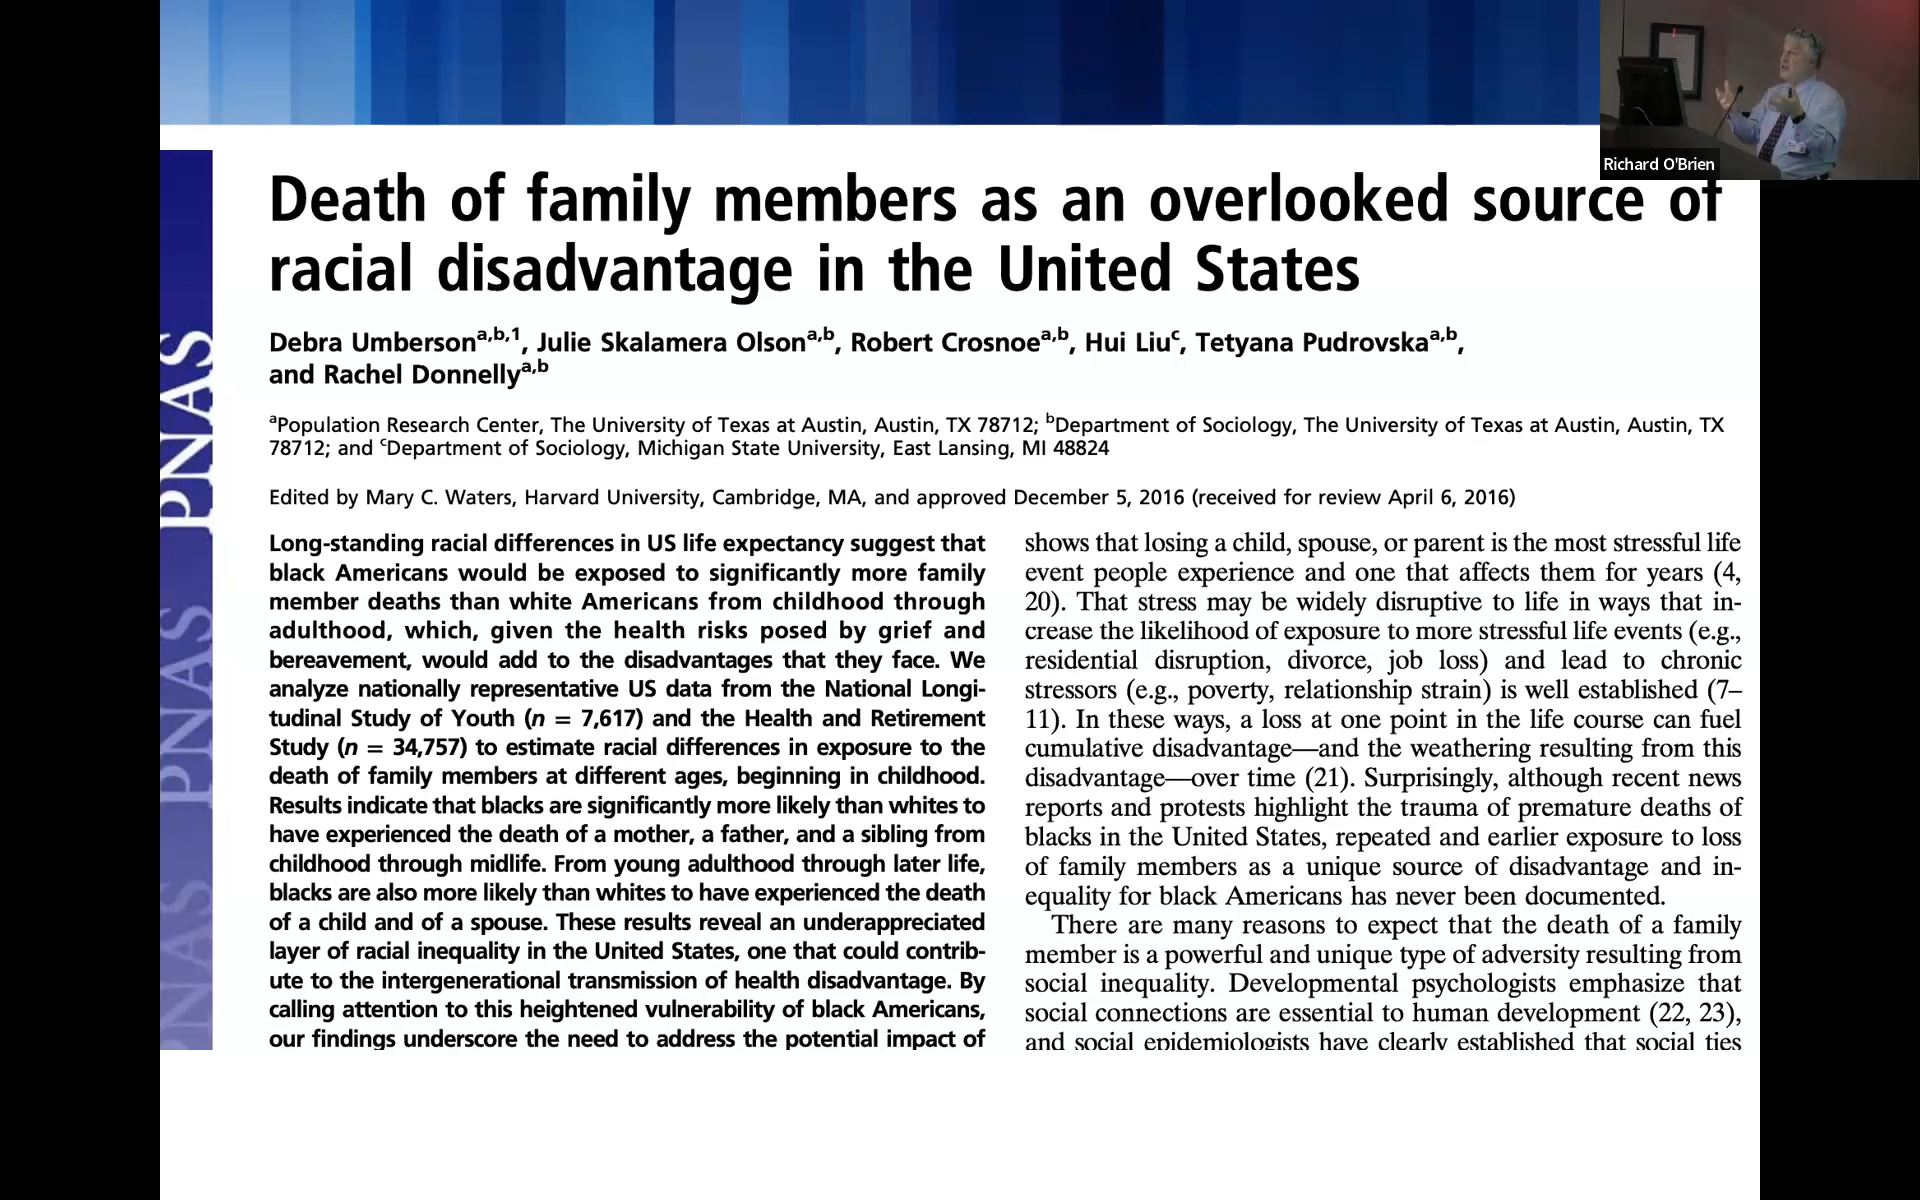 Richard O'Brien
PNAS
PNAS
PNAS
Death of family members as an overlooked source of
racial disadvantage in the United States
Debra Umberson^a,b,1, Julie Skalamera Olson^a,b, Robert Crosnoe^a,b, Hui Liu^c, Tetyana Pudrovska^a,b,
and Rachel Donnelly^a,b
^aPopulation Research Center, The University of Texas at Austin, Austin, TX 78712; ^bDepartment of Sociology, The University of Texas at Austin, Austin, TX
78712; and ^cDepartment of Sociology, Michigan State University, East Lansing, MI 48824
Edited by Mary C. Waters, Harvard University, Cambridge, MA, and approved December 5, 2016 (received for review April 6, 2016)
Long-standing racial differences in US life expectancy suggest that
black Americans would be exposed to significantly more family
member deaths than white Americans from childhood through
adulthood, which, given the health risks posed by grief and
bereavement, would add to the disadvantages that they face. We
analyze nationally representative US data from the National Longi-
tudinal Study of Youth (n = 7,617) and the Health and Retirement
Study (n = 34,757) to estimate racial differences in exposure to the
death of family members at different ages, beginning in childhood.
Results indicate that blacks are significantly more likely than whites to
have experienced the death of a mother, a father, and a sibling from
childhood through midlife. From young adulthood through later life,
blacks are also more likely than whites to have experienced the death
of a child and of a spouse. These results reveal an underappreciated
layer of racial inequality in the United States, one that could contrib-
ute to the intergenerational transmission of health disadvantage. By
calling attention to this heightened vulnerability of black Americans,
our findings underscore the need to address the potential impact of
shows that losing a child, spouse, or parent is the most stressful life
event people experience and one that affects them for years (4,
20). That stress may be widely disruptive to life in ways that in-
crease the likelihood of exposure to more stressful life events (e.g.,
residential disruption, divorce, job loss) and lead to chronic
stressors (e.g., poverty, relationship strain) is well established (7–
11). In these ways, a loss at one point in the life course can fuel
cumulative disadvantage—and the weathering resulting from this
disadvantage—over time (21). Surprisingly, although recent news
reports and protests highlight the trauma of premature deaths of
blacks in the United States, repeated and earlier exposure to loss
of family members as a unique source of disadvantage and in-
equality for black Americans has never been documented.
There are many reasons to expect that the death of a family
member is a powerful and unique type of adversity resulting from
social inequality. Developmental psychologists emphasize that
social connections are essential to human development (22, 23),
and social epidemiologists have clearly established that social ties